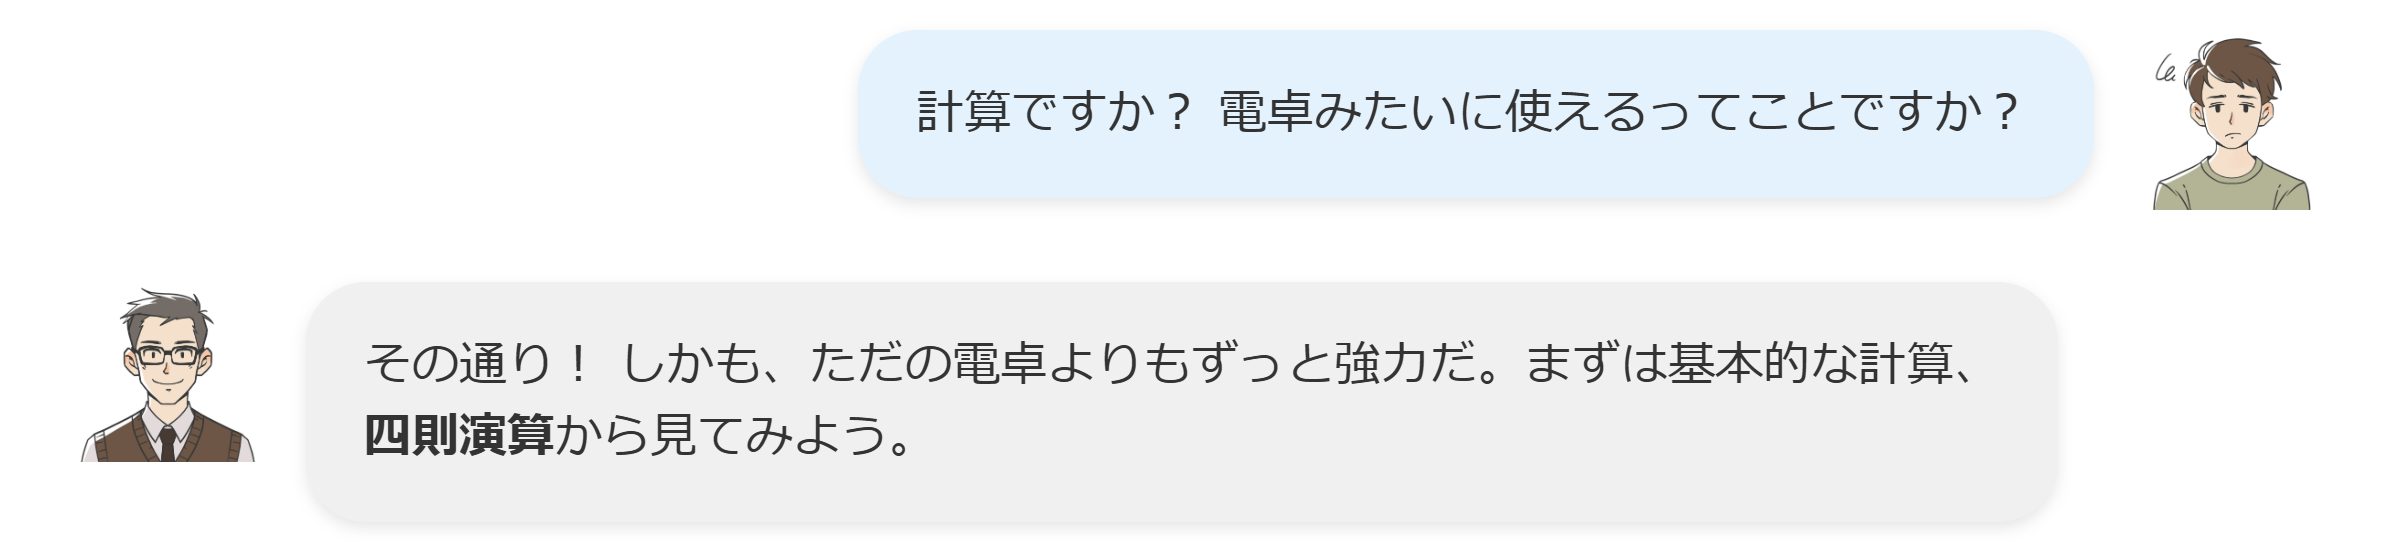 計算ですか？ 電卓みたいに使えるってことですか？
その通り！ しかも、ただの電卓よりもずっと強力だ。まずは基本的な計算、
四則演算から見てみよう。